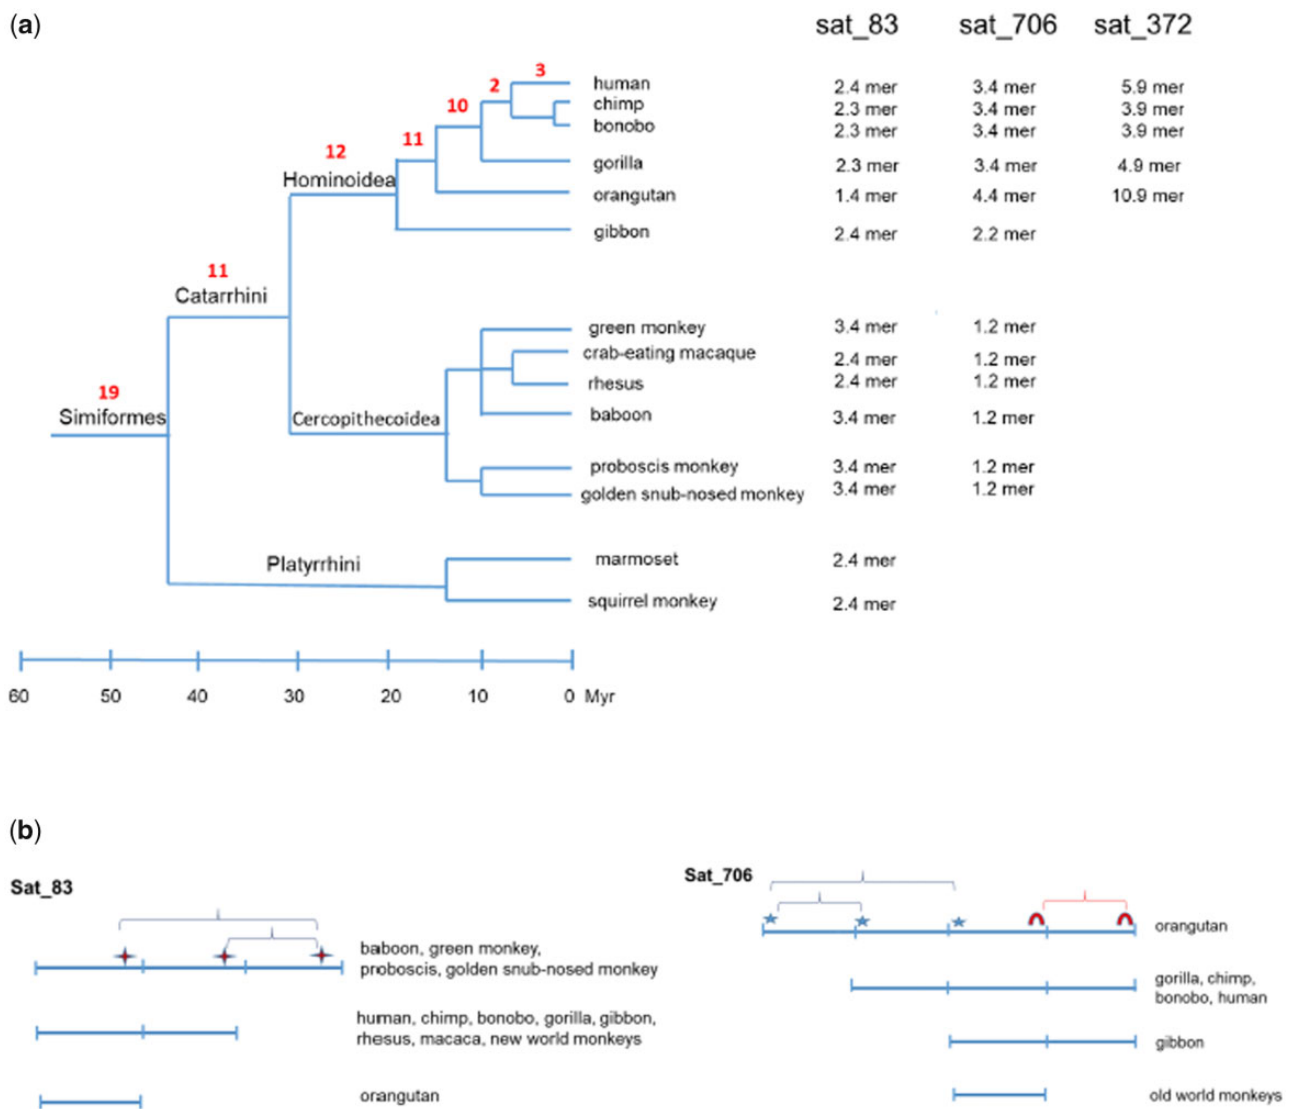 (a)
sat_83 sat_706 sat_372
3
human 2.4 mer 3.4 mer 5.9 mer
2
chimp 2.3 mer 3.4 mer 3.9 mer
10
bonobo 2.3 mer 3.4 mer 3.9 mer
11
12
gorilla 2.3 mer 3.4 mer 4.9 mer
Hominoidea
orangutan 1.4 mer 4.4 mer 10.9 mer
gibbon 2.4 mer 2.2 mer
11
Catarrhini
green monkey 3.4 mer 1.2 mer
crab-eating macaque 2.4 mer 1.2 mer
rhesus 2.4 mer 1.2 mer
19
Simiformes
Cercopithecoidea
baboon 3.4 mer 1.2 mer
proboscis monkey 3.4 mer 1.2 mer
golden snub-nosed monkey 3.4 mer 1.2 mer
Platyrrhini
marmoset 2.4 mer
squirrel monkey 2.4 mer
60 50 40 30 20 10 0 Myr
(b)
Sat_83
baboon, green monkey,
proboscis, golden snub-nosed monkey
human, chimp, bonobo, gorilla, gibbon,
rhesus, macaca, new world monkeys
orangutan
Sat_706
orangutan
gorilla, chimp,
bonobo, human
gibbon
old world monkeys